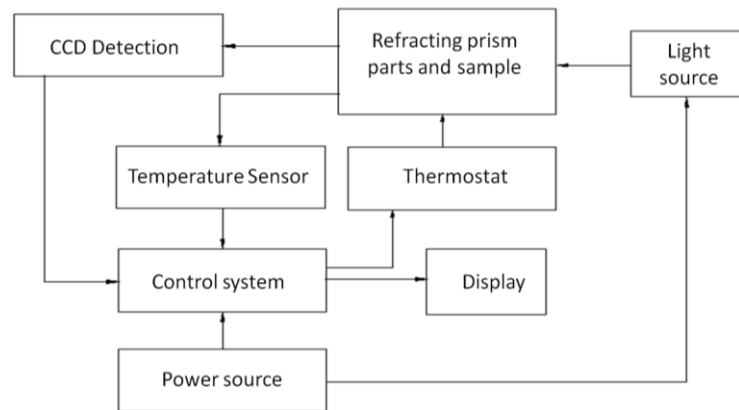 CCD Detection
Refracting prism
parts and sample
Light
source
Temperature Sensor
Thermostat
Control system
Display
Power source